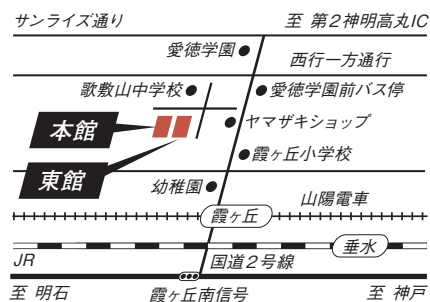 サンライズ通り
至 第2神明高丸IC
愛徳学園
西行一方通行
歌敷山中学校
愛徳学園前バス停
本館
ヤマザキショップ
東館
霞ヶ丘小学校
幼稚園
山陽電車
霞ヶ丘
垂水
JR
国道2号線
至 明石
霞ヶ丘南信号
至 神戸